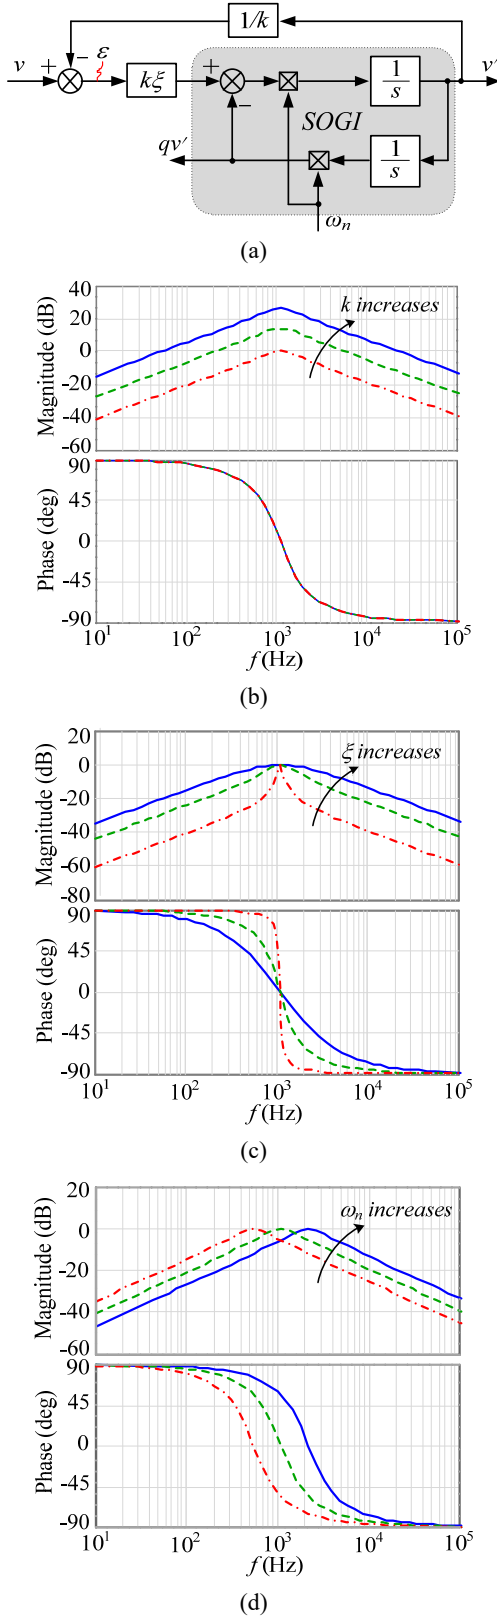 1/k
v + − ε kξ + − 1/s v′
SOGI
qv′ 1/s
ωn
(a)
Magnitude (dB)
40
20
0
-20
-40
-60
k increases
Phase (deg)
90
45
0
-45
-90
10^1 10^2 10^3 10^4 10^5
f (Hz)
(b)
Magnitude (dB)
20
0
-20
-40
-60
-80
ξ increases
Phase (deg)
90
45
0
-45
-90
10^1 10^2 10^3 10^4 10^5
f (Hz)
(c)
Magnitude (dB)
20
0
-20
-40
-60
ωn increases
Phase (deg)
90
45
0
-45
-90
10^1 10^2 10^3 10^4 10^5
f (Hz)
(d)